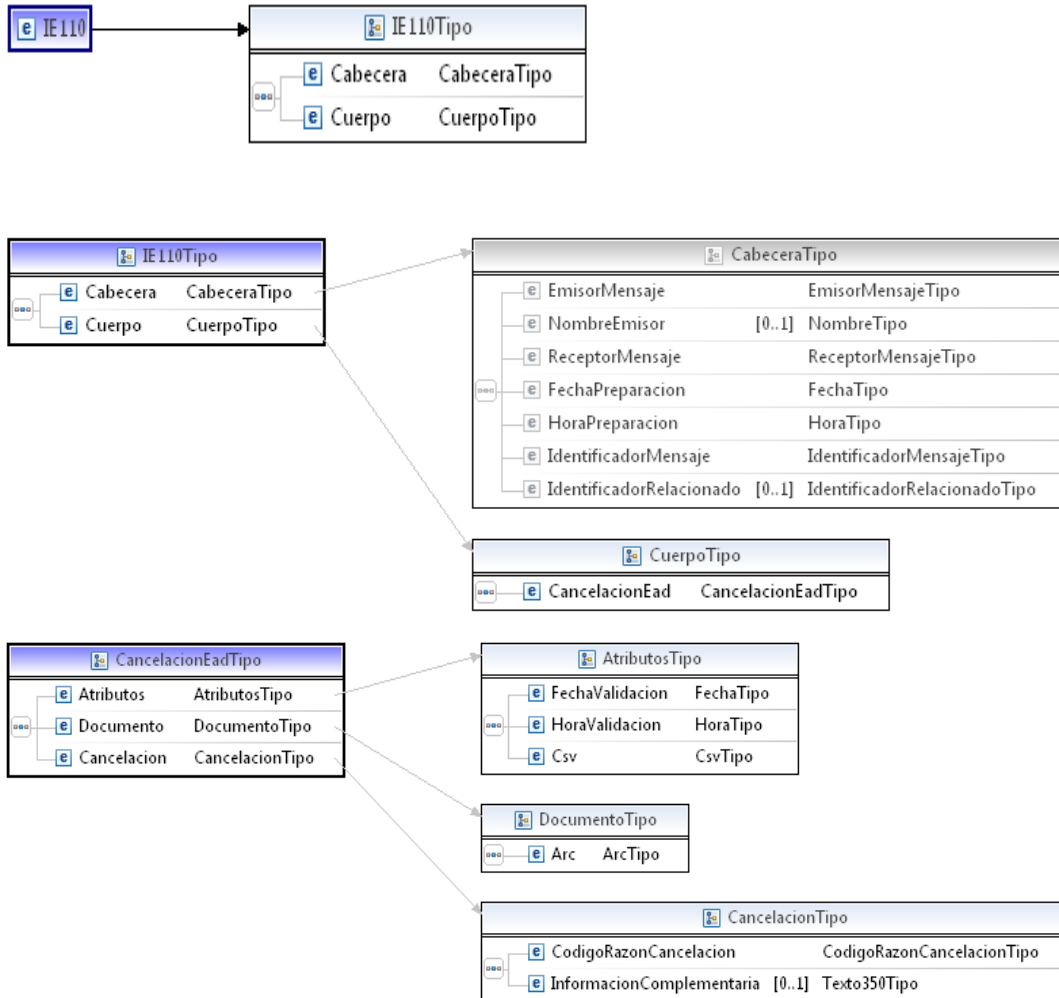 e IE110
IE110Tipo
e Cabecera CabeceraTipo
e Cuerpo CuerpoTipo
IE110Tipo
e Cabecera CabeceraTipo
e Cuerpo CuerpoTipo
CabeceraTipo
e EmisorMensaje EmisorMensajeTipo
e NombreEmisor [0..1] NombreTipo
e ReceptorMensaje ReceptorMensajeTipo
e FechaPreparacion FechaTipo
e HoraPreparacion HoraTipo
e IdentificadorMensaje IdentificadorMensajeTipo
e IdentificadorRelacionado [0..1] IdentificadorRelacionadoTipo
CuerpoTipo
e CancelacionEad CancelacionEadTipo
CancelacionEadTipo
e Atributos AtributosTipo
e Documento DocumentoTipo
e Cancelacion CancelacionTipo
AtributosTipo
e FechaValidacion FechaTipo
e HoraValidacion HoraTipo
e Csv CsvTipo
DocumentoTipo
e Arc ArcTipo
CancelacionTipo
e CodigoRazonCancelacion CodigoRazonCancelacionTipo
e InformacionComplementaria [0..1] Texto350Tipo